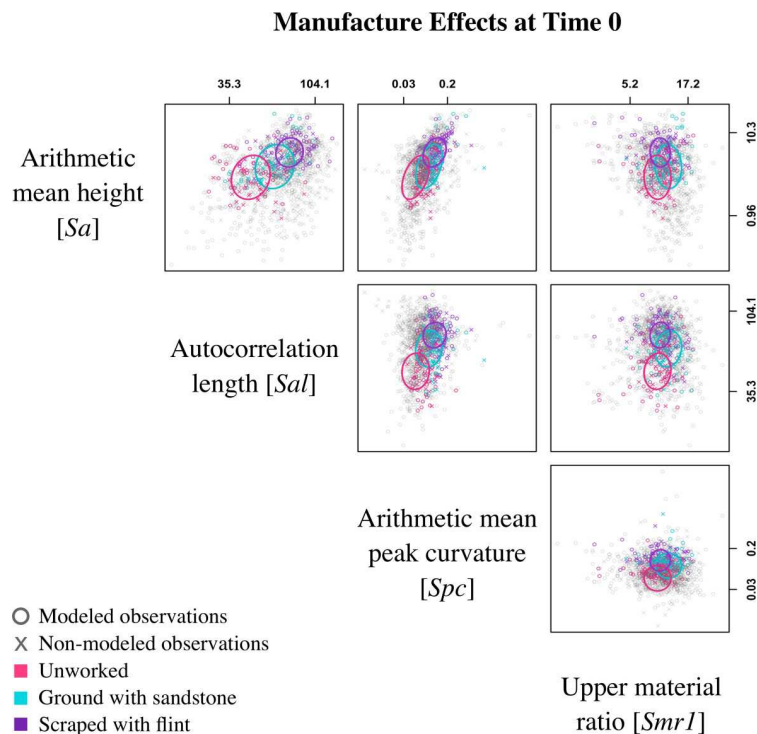 Manufacture Effects at Time 0
35.3 104.1 0.03 0.2 5.2 17.2
Arithmetic
mean height
[Sa]
10.3
0.96
Autocorrelation
length [Sal]
104.1
35.3
Arithmetic mean
peak curvature
[Spc]
0.2
0.03
Modeled observations
Non-modeled observations
Unworked
Ground with sandstone
Scraped with flint
Upper material
ratio [Smr1]